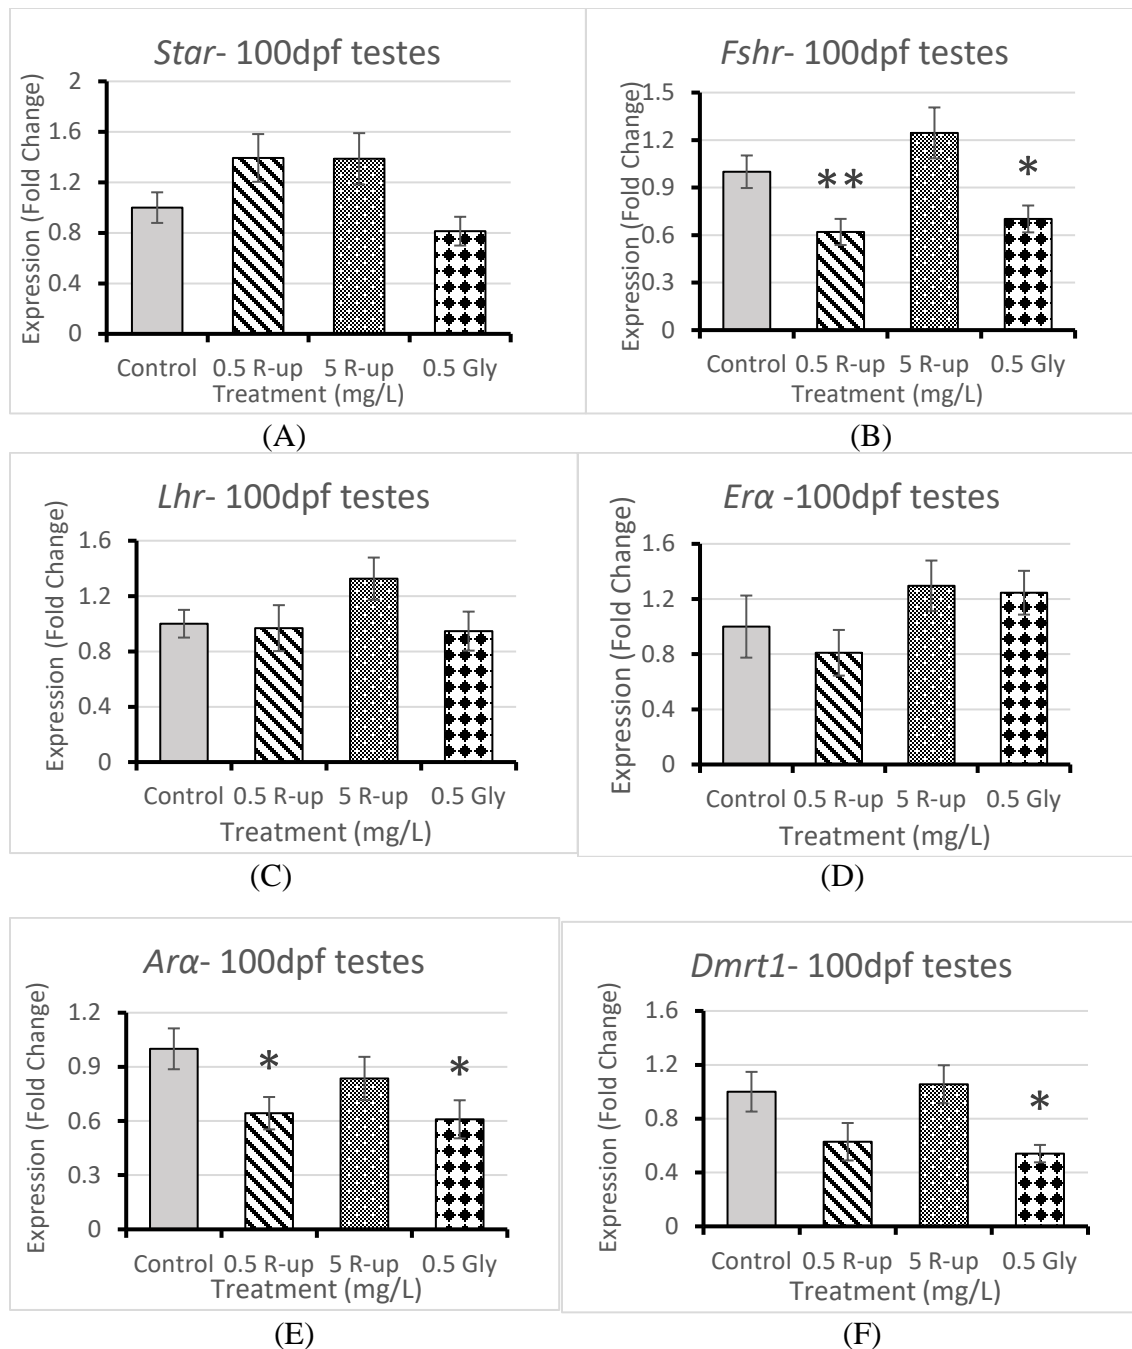 Star- 100dpf testes
Expression (Fold Change)
2
1.6
1.2
0.8
0.4
0
Control 0.5 R-up 5 R-up 0.5 Gly
Treatment (mg/L)
(A)
Fshr- 100dpf testes
Expression (Fold Change)
1.5
1.2
0.9
0.6
0.3
0
**
*
Control 0.5 R-up 5 R-up 0.5 Gly
Treatment (mg/L)
(B)
Lhr- 100dpf testes
Expression (Fold Change)
1.6
1.2
0.8
0.4
0
Control 0.5 R-up 5 R-up 0.5 Gly
Treatment (mg/L)
(C)
Erα -100dpf testes
Expression (Fold Change)
1.6
1.2
0.8
0.4
0
Control 0.5 R-up 5 R-up 0.5 Gly
Treatment (mg/L)
(D)
Arα- 100dpf testes
Expression (Fold Change)
1.2
0.9
0.6
0.3
0
*
*
Control 0.5 R-up 5 R-up 0.5 Gly
Treatment (mg/L)
(E)
Dmrt1- 100dpf testes
Expression (Fold Change)
1.6
1.2
0.8
0.4
0
*
Control 0.5 R-up 5 R-up 0.5 Gly
Treatment (mg/L)
(F)